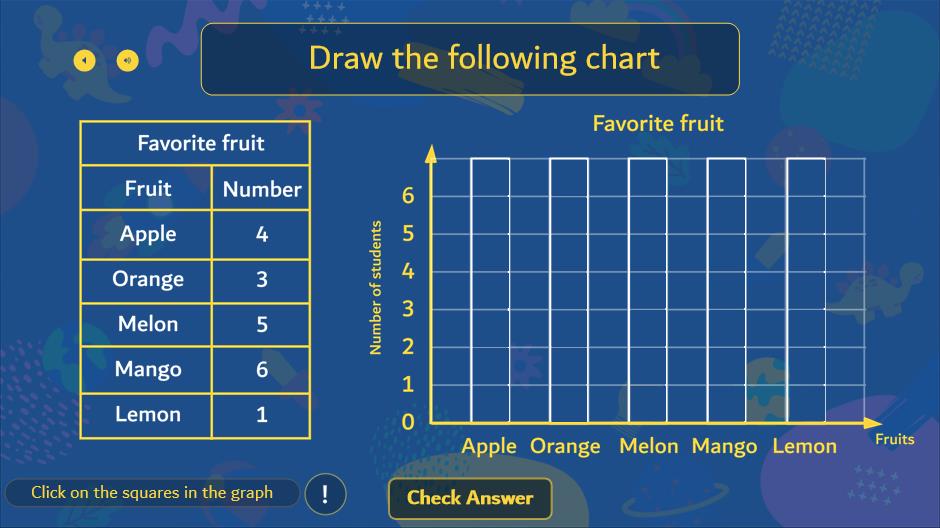 Draw the following chart
Favorite fruit
Fruit Number
Apple 4
Orange 3
Melon 5
Mango 6
Lemon 1
Favorite fruit
Number of students
6
5
4
3
2
1
0
Apple Orange Melon Mango Lemon
Fruits
Click on the squares in the graph
!
Check Answer